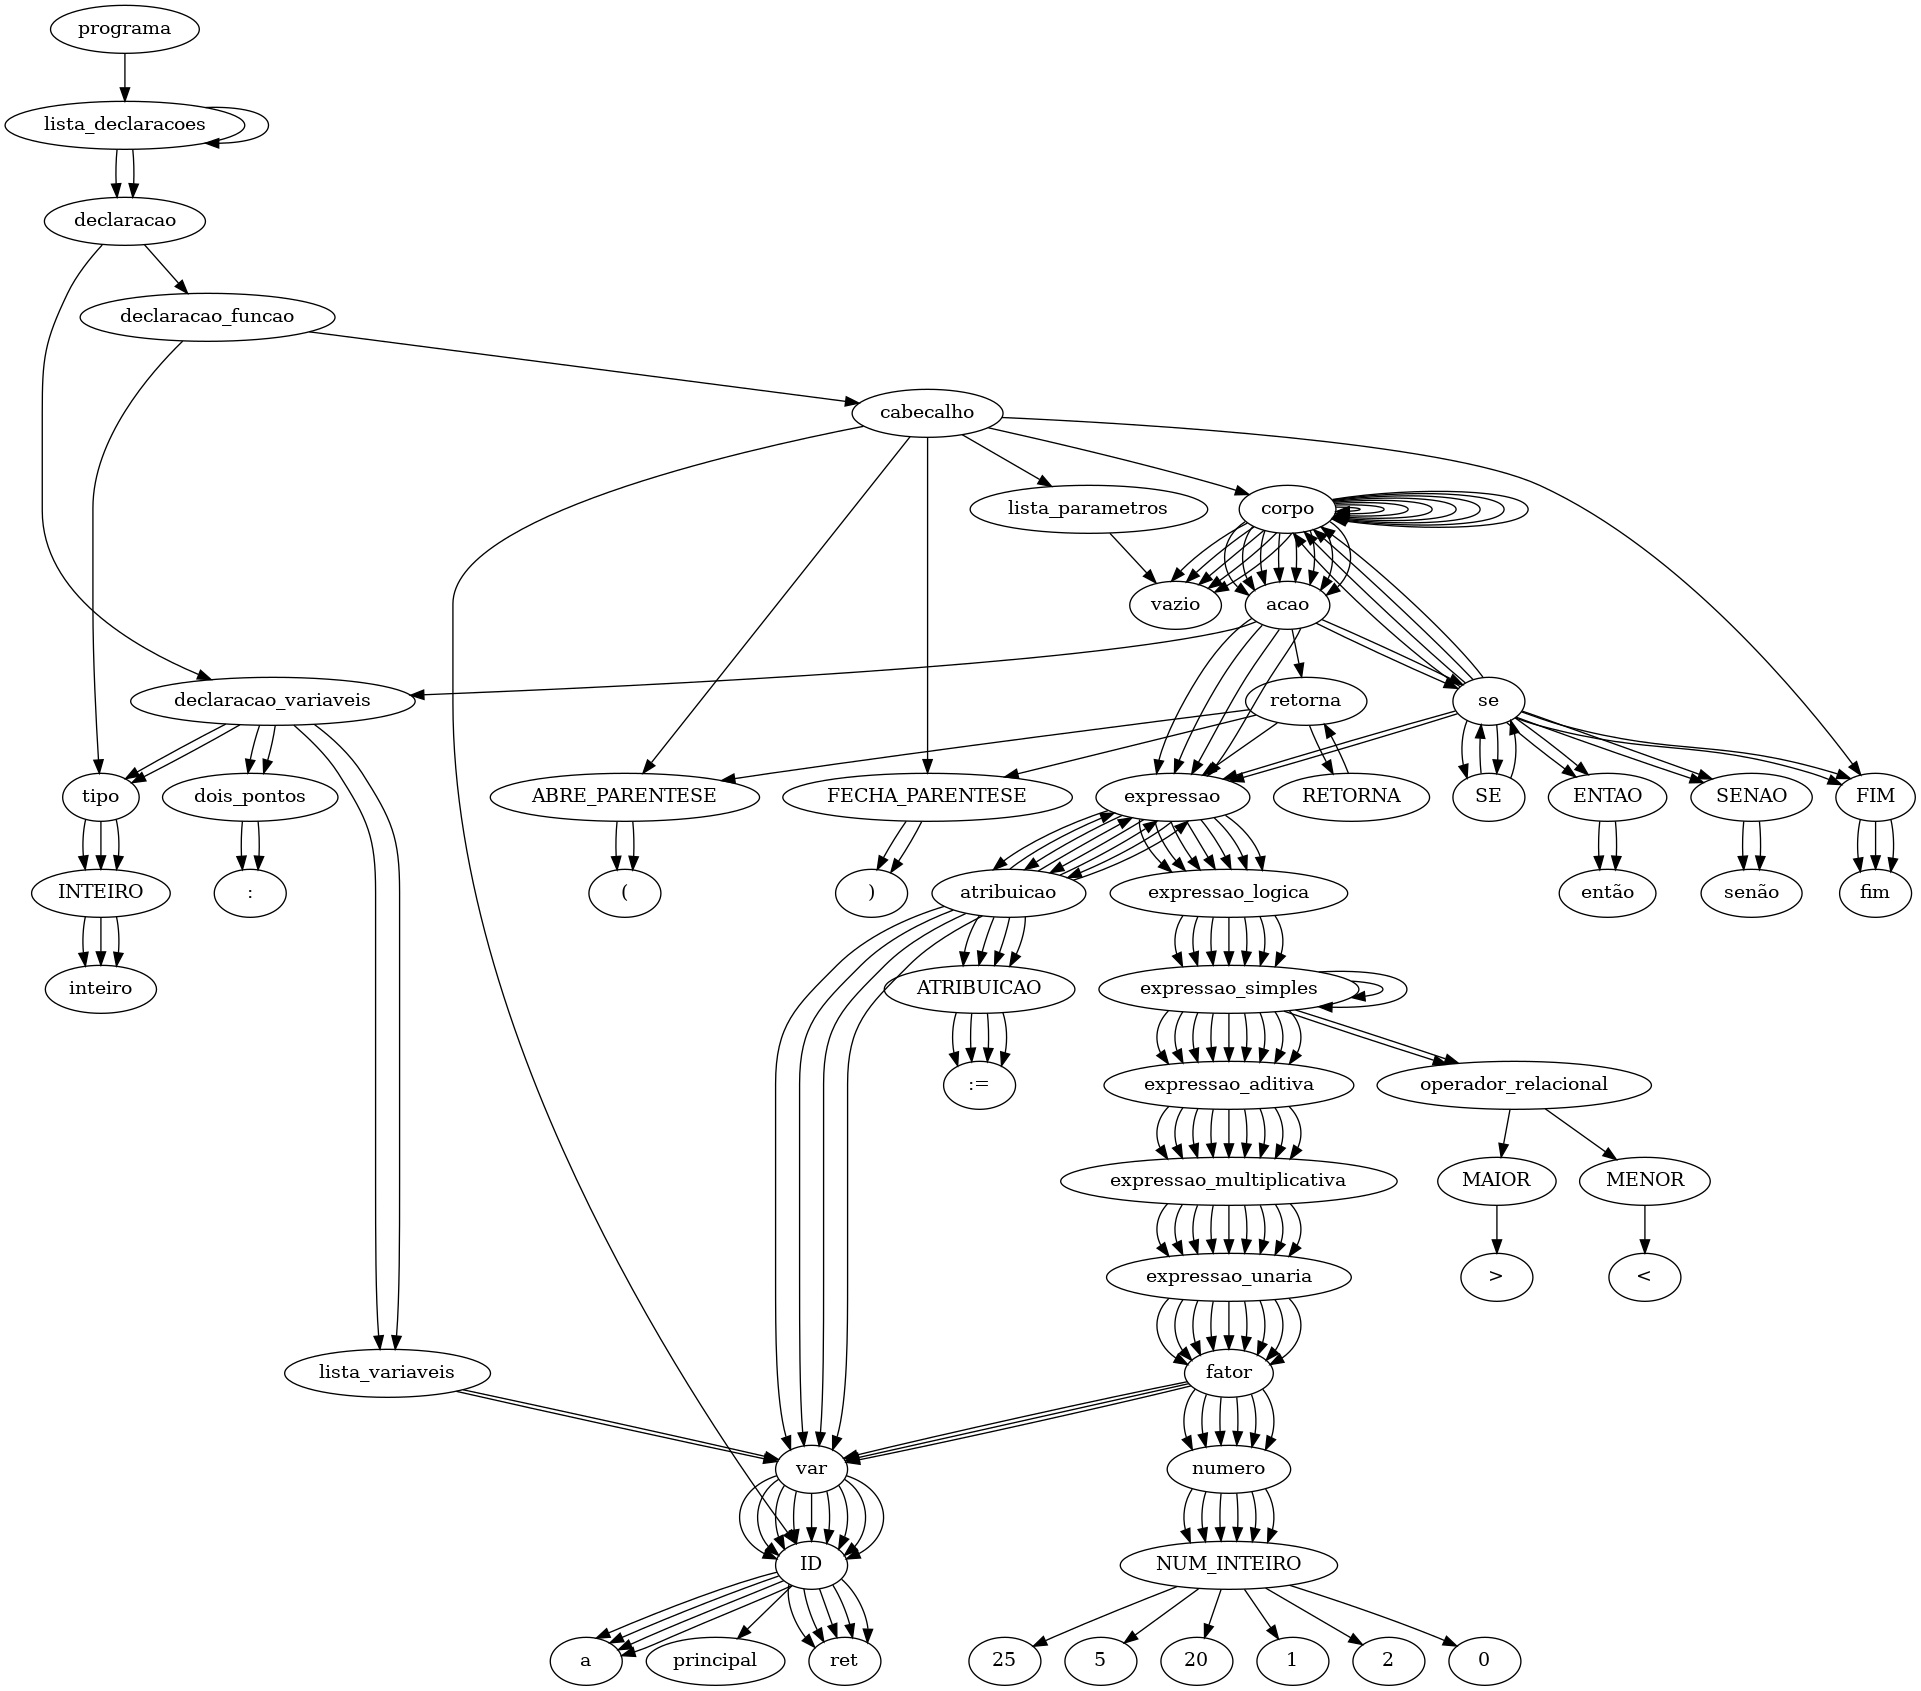 programa
lista_declaracoes
declaracao
declaracao_funcao
cabecalho
lista_parametros
corpo
vazio
acao
declaracao_variaveis
retorna
se
tipo
dois_pontos
ABRE_PARENTESE
FECHA_PARENTESE
expressao
RETORNA
SE
ENTAO
SENAO
FIM
INTEIRO
:
(
)
atribuicao
expressao_logica
então
senão
fim
inteiro
ATRIBUICAO
expressao_simples
:=
expressao_aditiva
operador_relacional
expressao_multiplicativa
MAIOR
MENOR
expressao_unaria
>
<
lista_variaveis
fator
var
numero
ID
NUM_INTEIRO
a
principal
ret
25
5
20
1
2
0